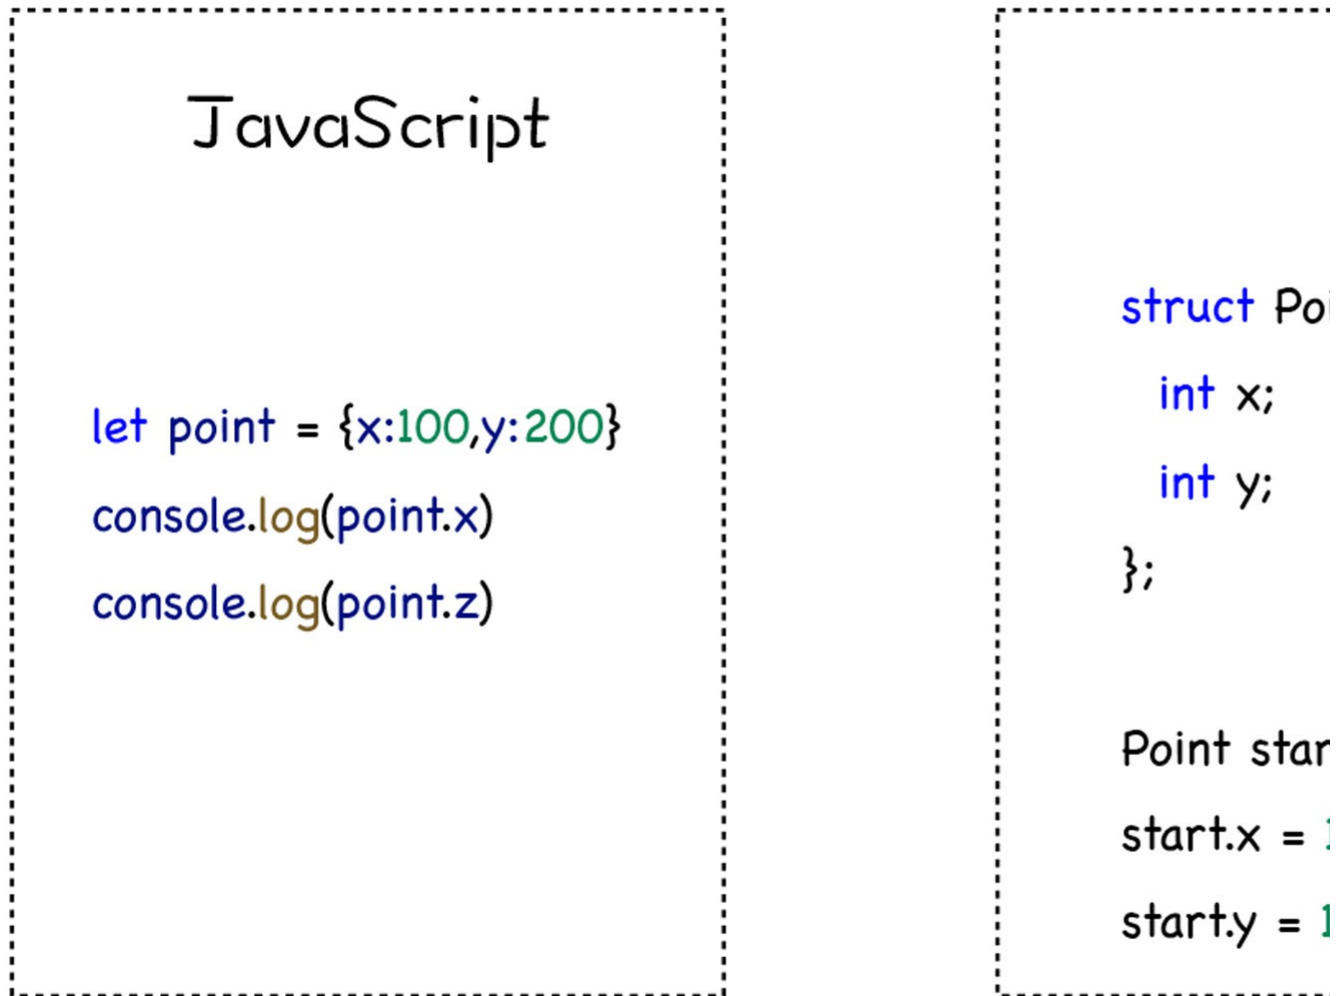 JavaScript
let point = {x:100,y:200}
console.log(point.x)
console.log(point.z)
struct
int x;
int y;
};
Point
start.x =
start.y =